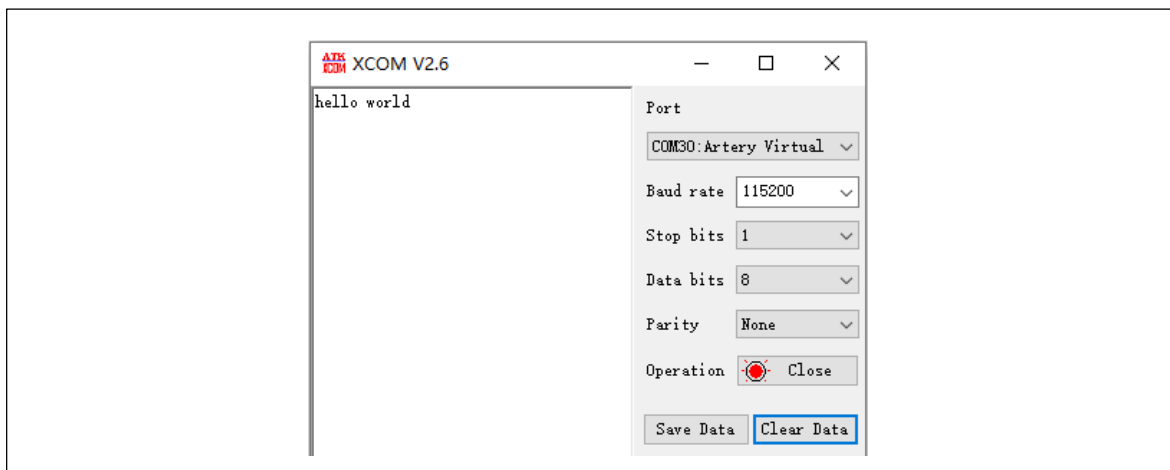 ATK XCOM XCOM V2.6
hello world
Port
COM30:Artery Virtual
Baud rate 115200
Stop bits 1
Data bits 8
Parity None
Operation Close
Save Data Clear Data